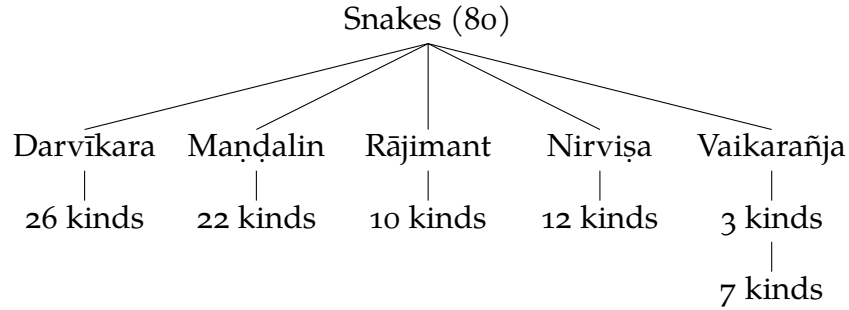 Snakes (80)
Darvīkara Maṇḍalin Rājimant Nirviṣa Vaikarañja
26 kinds 22 kinds 10 kinds 12 kinds 3 kinds
7 kinds